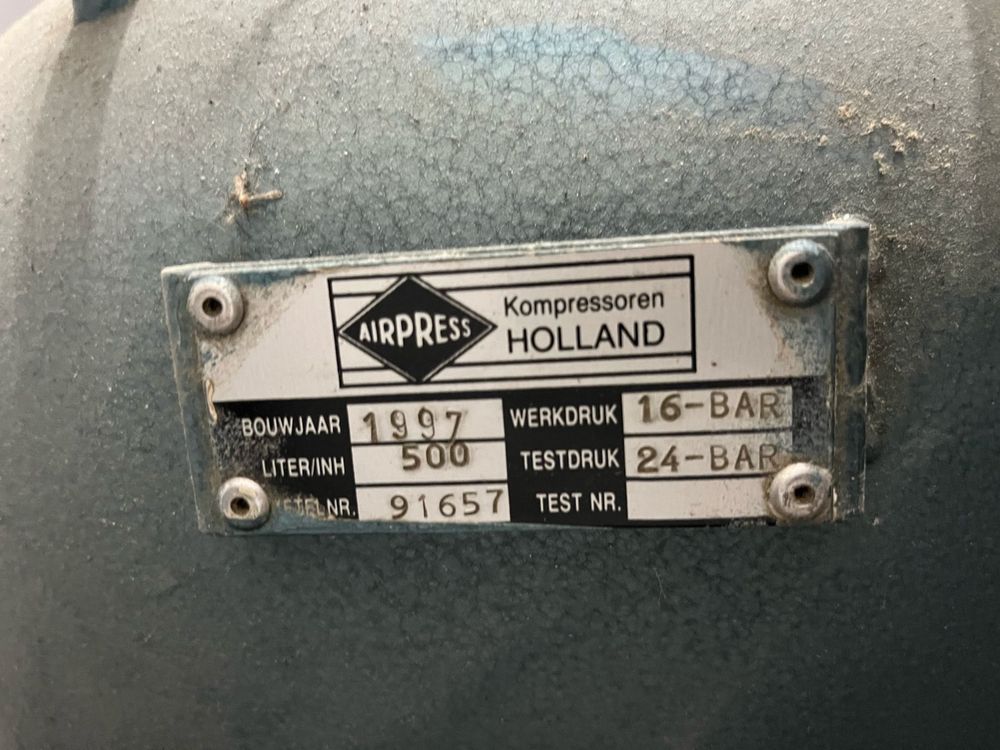 AIRPRESS
Kompressoren
HOLLAND
BOUWJAAR 1997 WERKDRUK 16-BAR
LITER/INH 500 TESTDRUK 24-BAR
91657 TEST NR.